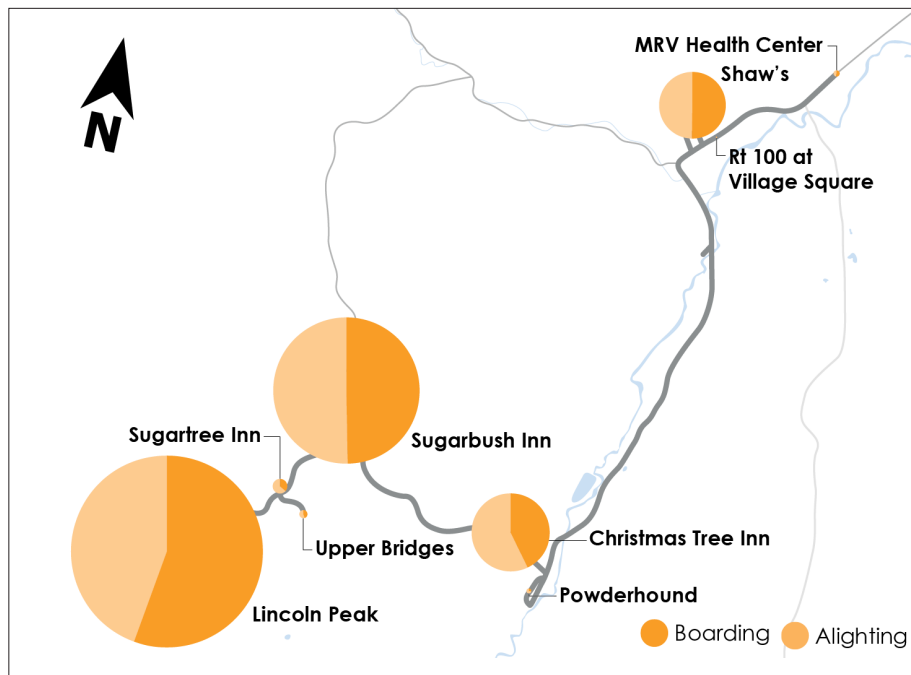 MRV Health Center
Shaw's
N
Rt 100 at
Village Square
Sugartree Inn
Sugarbush Inn
Upper Bridges
Christmas Tree Inn
Powderhound
Lincoln Peak
Boarding
Alighting